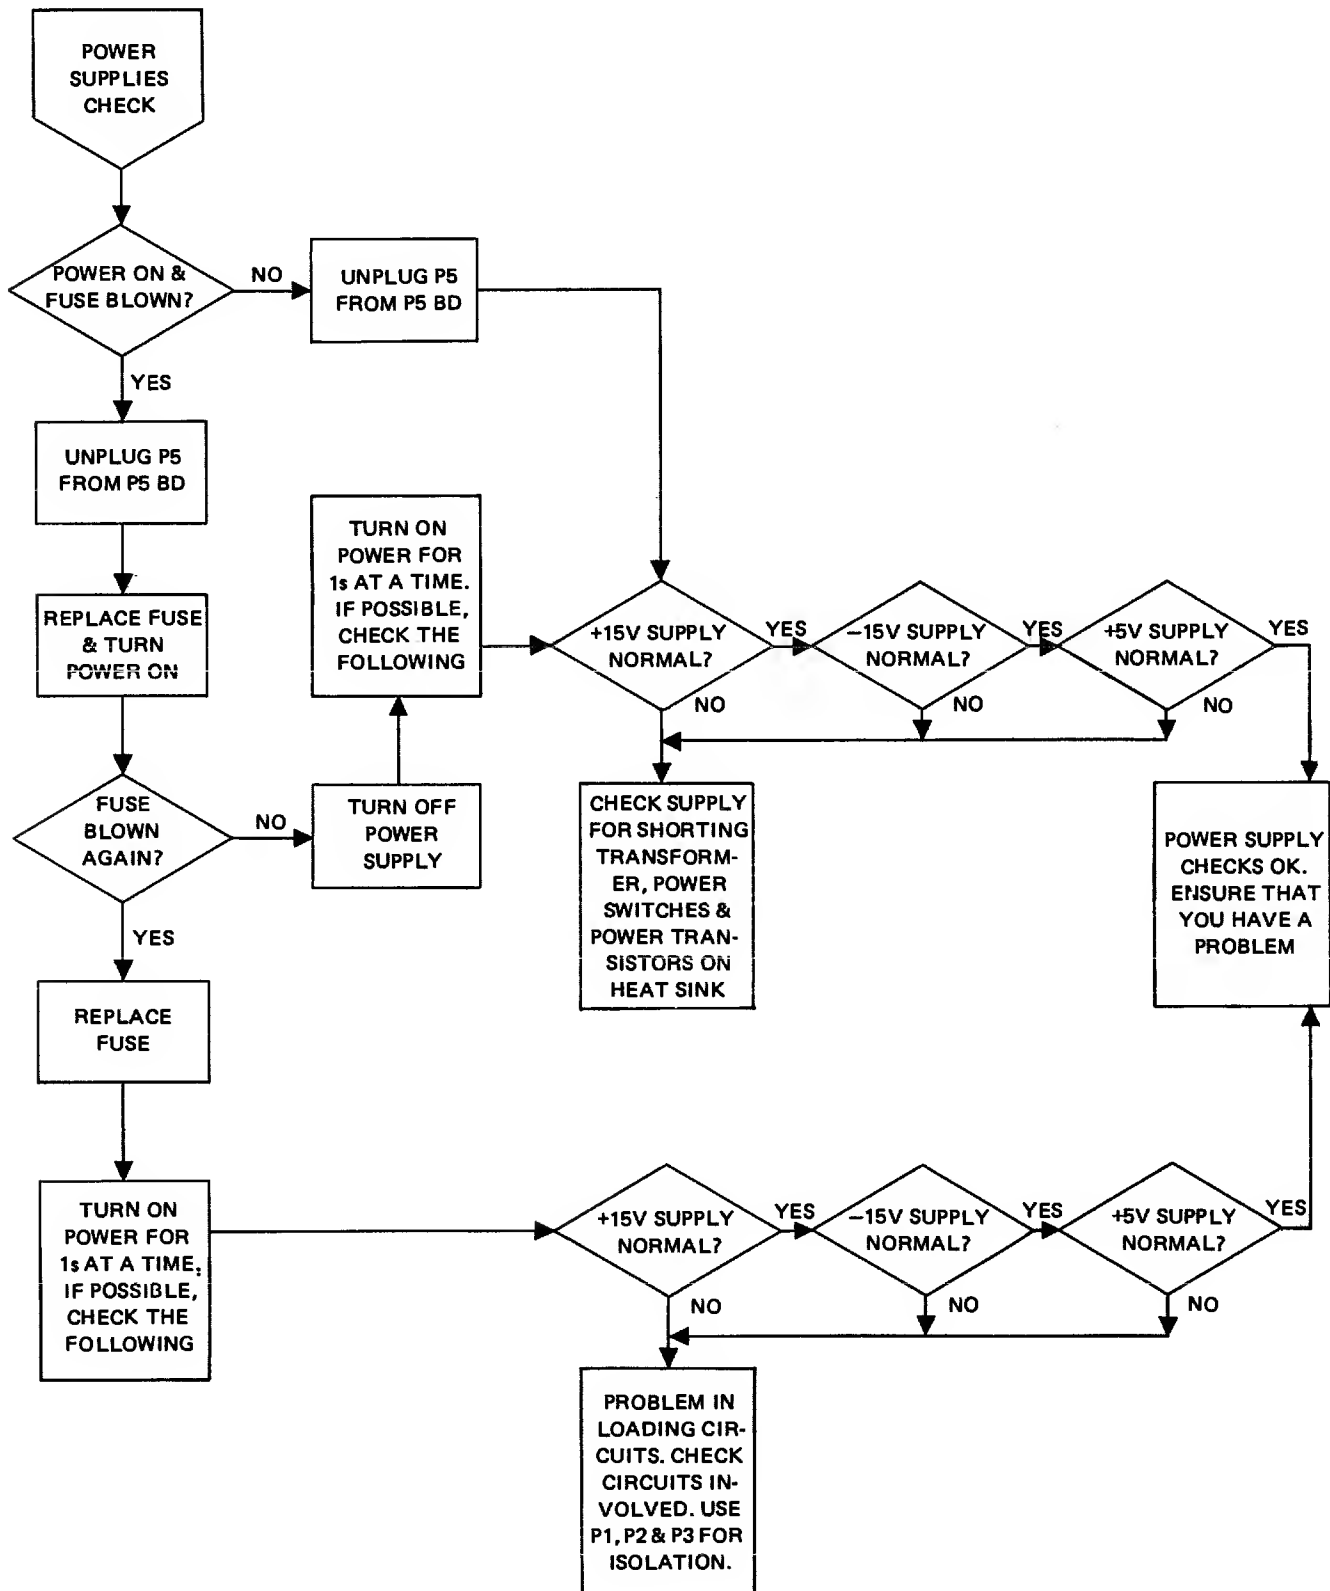 POWER
SUPPLIES
CHECK
POWER ON &
FUSE BLOWN?
NO
UNPLUG P5
FROM P5 BD
YES
UNPLUG P5
FROM P5 BD
REPLACE FUSE
& TURN
POWER ON
FUSE
BLOWN
AGAIN?
NO
TURN OFF
POWER
SUPPLY
TURN ON
POWER FOR
1s AT A TIME.
IF POSSIBLE,
CHECK THE
FOLLOWING
+15V SUPPLY
NORMAL?
YES
−15V SUPPLY
NORMAL?
YES
+5V SUPPLY
NORMAL?
YES
NO
NO
NO
CHECK SUPPLY
FOR SHORTING
TRANSFORM-
ER, POWER
SWITCHES &
POWER TRAN-
SISTORS ON
HEAT SINK
POWER SUPPLY
CHECKS OK.
ENSURE THAT
YOU HAVE A
PROBLEM
YES
REPLACE
FUSE
TURN ON
POWER FOR
1s AT A TIME.
IF POSSIBLE,
CHECK THE
FOLLOWING
+15V SUPPLY
NORMAL?
YES
−15V SUPPLY
NORMAL?
YES
+5V SUPPLY
NORMAL?
YES
NO
NO
NO
PROBLEM IN
LOADING CIR-
CUITS. CHECK
CIRCUITS IN-
VOLVED. USE
P1, P2 & P3 FOR
ISOLATION.